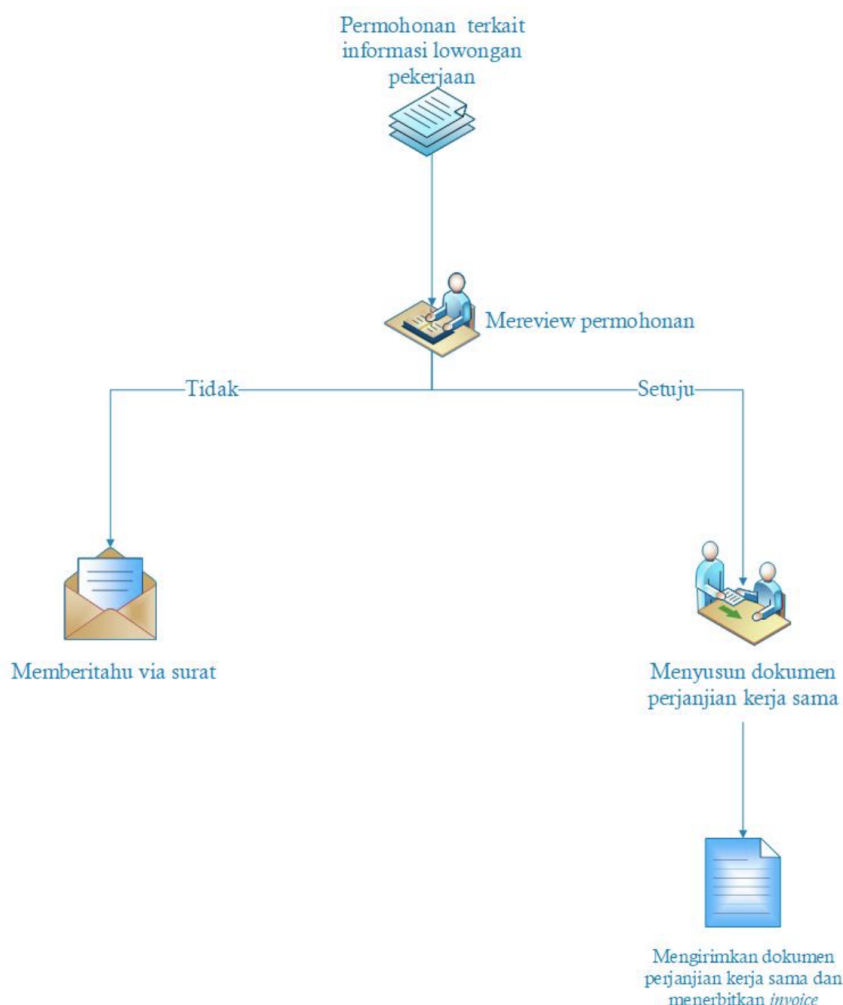 Permohonan terkait
informasi lowongan
pekerjaan
Mereview permohonan
Tidak
Setuju
Memberitahu via surat
Menyusun dokumen
perjanjian kerja sama
Mengirimkan dokumen
perjanjian kerja sama dan
menerbitkan invoice